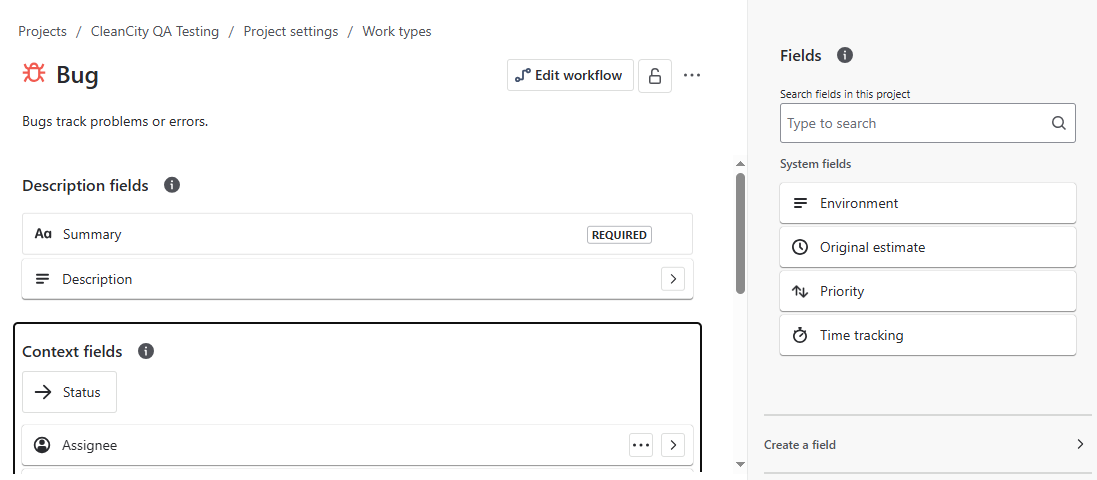 Projects / CleanCity QA Testing / Project settings / Work types
Bug
Edit workflow
Bugs track problems or errors.
Description fields
Aa Summary REQUIRED
Description
Context fields
Status
Assignee
Fields
Search fields in this project
Type to search
System fields
Environment
Original estimate
Priority
Time tracking
Create a field